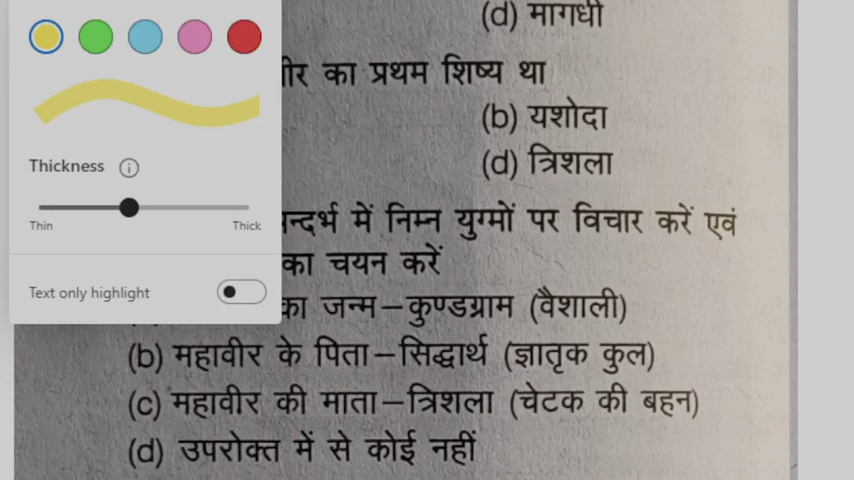 (d) मागधी
ीर का प्रथम शिष्य था
(b) यशोदा
(d) त्रिशला
Thickness
Thin Thick
न्दर्भ में निम्न युग्मों पर विचार करें एवं
का चयन करें
Text only highlight
का जन्म–कुण्डग्राम (वैशाली)
(b) महावीर के पिता–सिद्धार्थ (ज्ञातृक कुल)
(c) महावीर की माता–त्रिशला (चेटक की बहन)
(d) उपरोक्त में से कोई नहीं